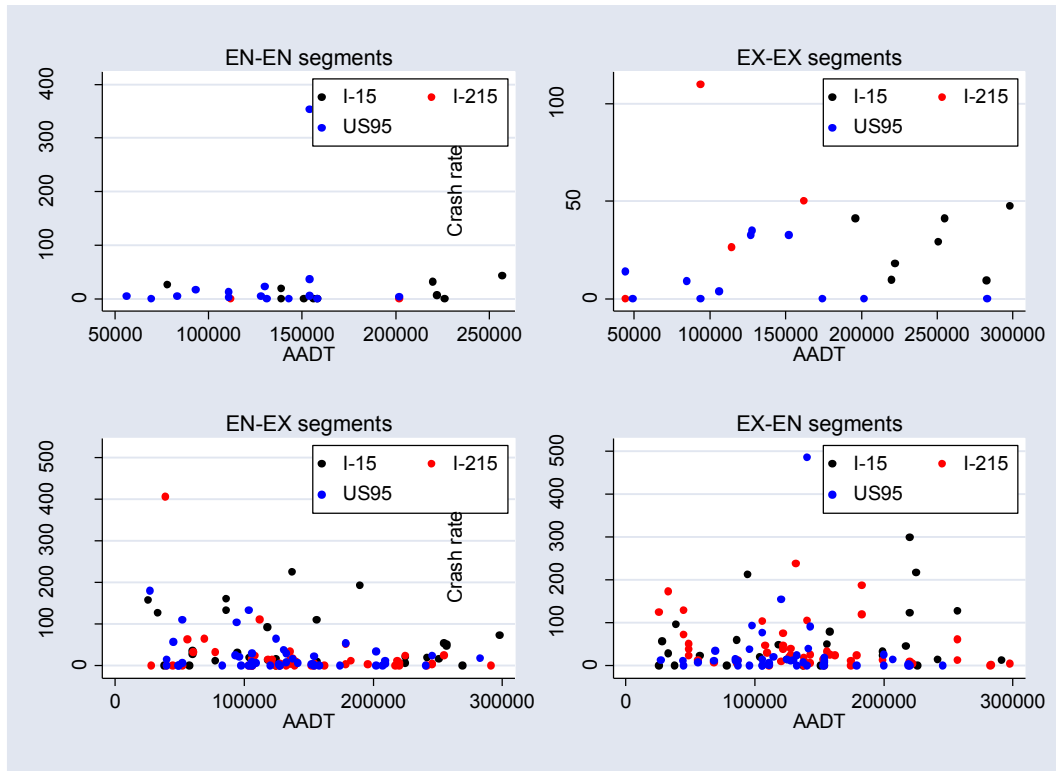 EN-EN segments
I-15 I-215
US95
Crash rate
0 100 200 300 400
50000 100000 150000 200000 250000
AADT
EX-EX segments
I-15 I-215
US95
0 50 100
50000 100000 150000 200000 250000 300000
AADT
EN-EX segments
I-15 I-215
US95
Crash rate
0 100 200 300 400 500
0 100000 200000 300000
AADT
EX-EN segments
I-15 I-215
US95
0 100 200 300 400 500
0 100000 200000 300000
AADT